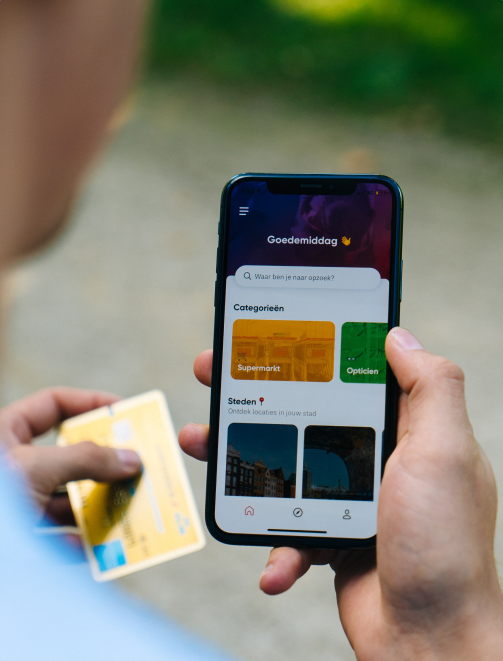 Goedemiddag 👋
Waar ben je naar opzoek?
Categorieën
Supermarkt
Opticien
Steden📍
Ontdek locaties in jouw stad